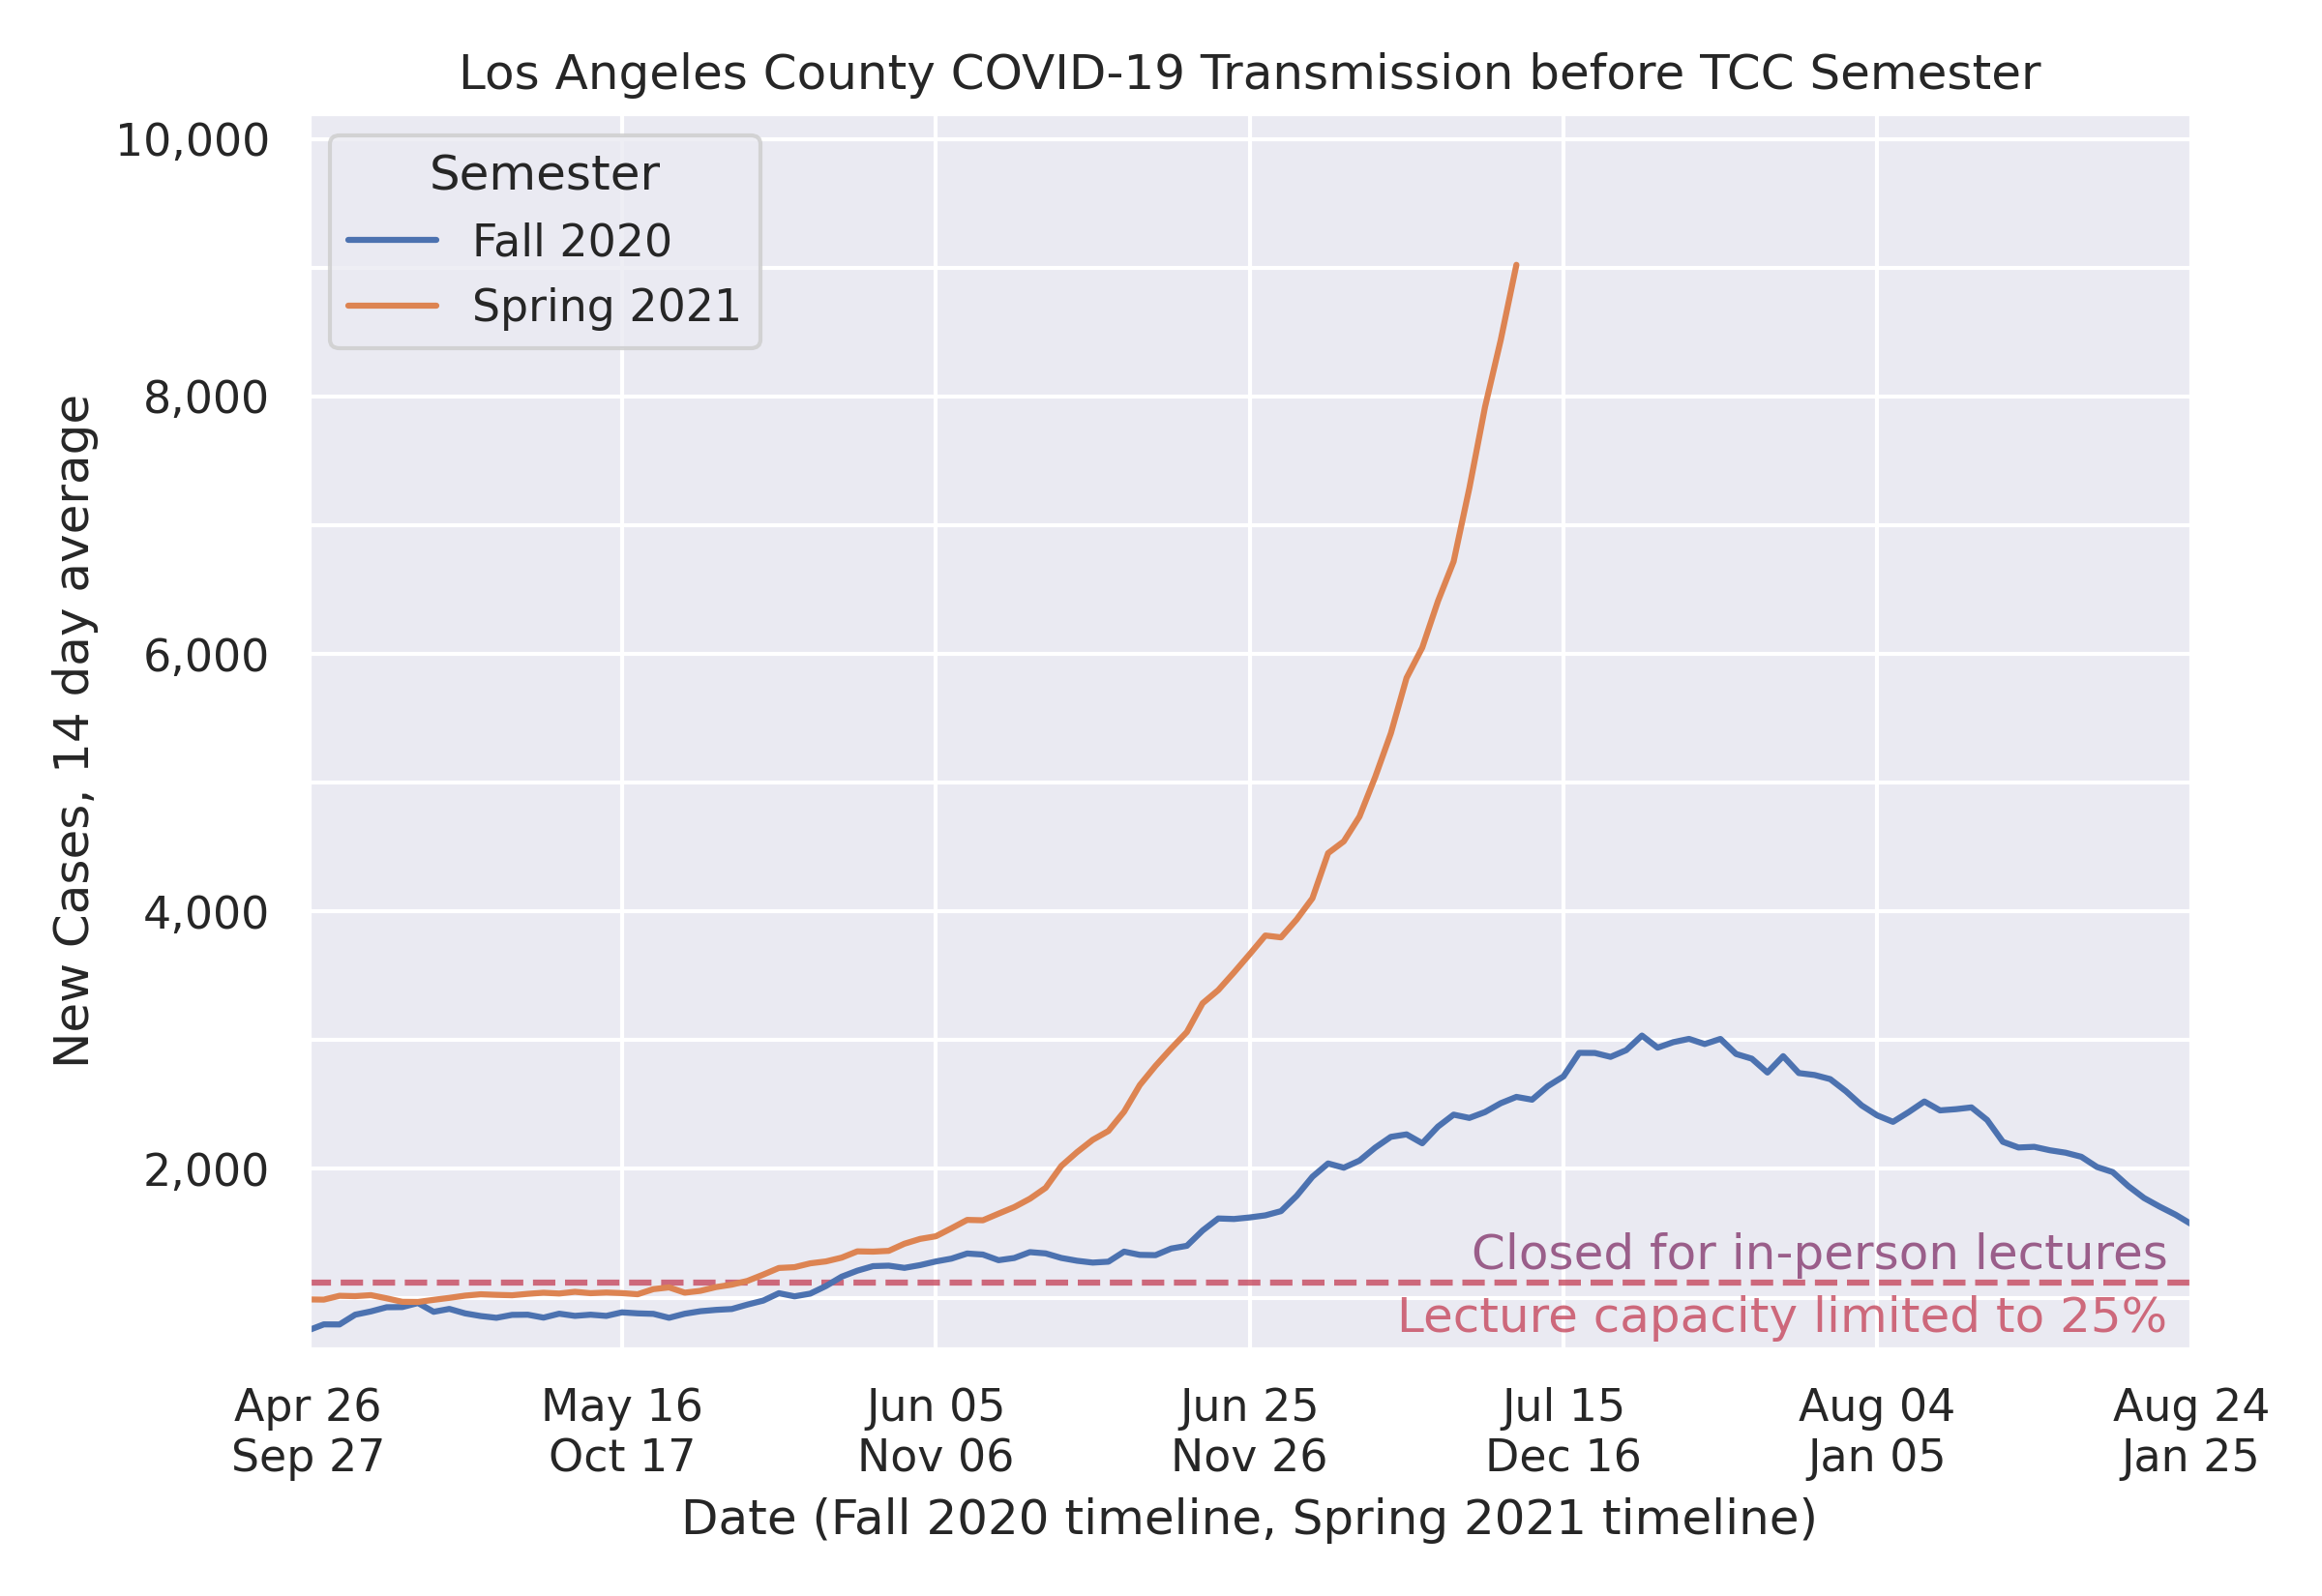 Los Angeles County COVID-19 Transmission before TCC Semester
10,000
8,000
6,000
4,000
2,000
New Cases, 14 day average
Semester
Fall 2020
Spring 2021
Closed for in-person lectures
Lecture capacity limited to 25%
Apr 26 May 16 Jun 05 Jun 25 Jul 15 Aug 04 Aug 24
Sep 27 Oct 17 Nov 06 Nov 26 Dec 16 Jan 05 Jan 25
Date (Fall 2020 timeline, Spring 2021 timeline)